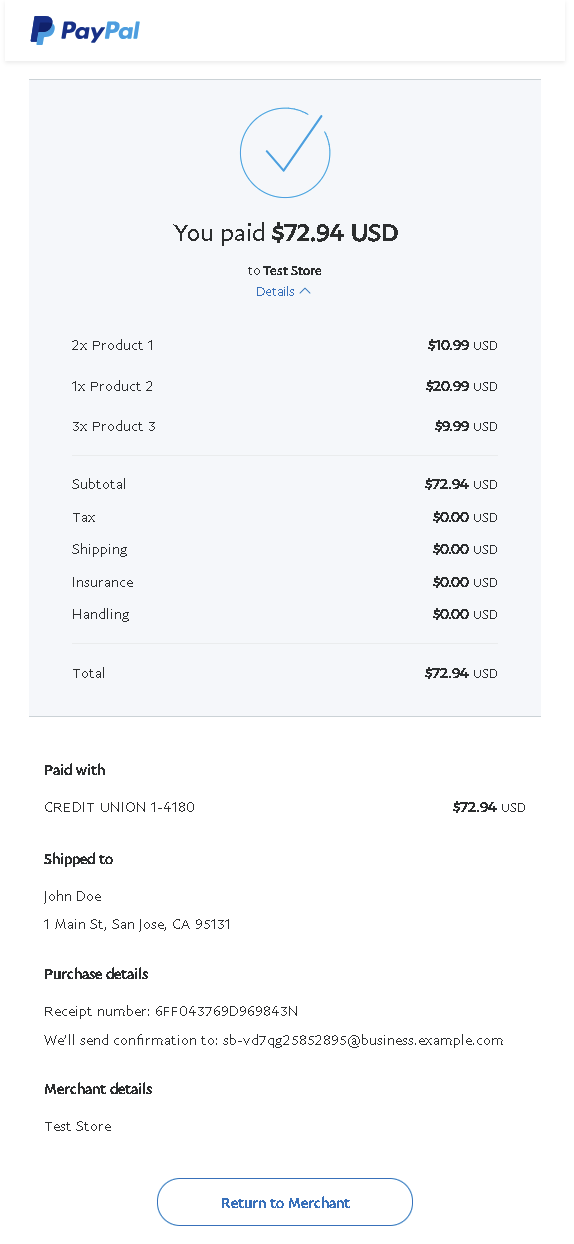 PayPal
You paid $72.94 USD
to Test Store
Details
2x Product 1 $10.99 USD
1x Product 2 $20.99 USD
3x Product 3 $9.99 USD
Subtotal $72.94 USD
Tax $0.00 USD
Shipping $0.00 USD
Insurance $0.00 USD
Handling $0.00 USD
Total $72.94 USD
Paid with
CREDIT UNION 1-4180 $72.94 USD
Shipped to
John Doe
1 Main St, San Jose, CA 95131
Purchase details
Receipt number: 6FF043769D969843N
We'll send confirmation to: sb-vd7qg25852895@business.example.com
Merchant details
Test Store
Return to Merchant